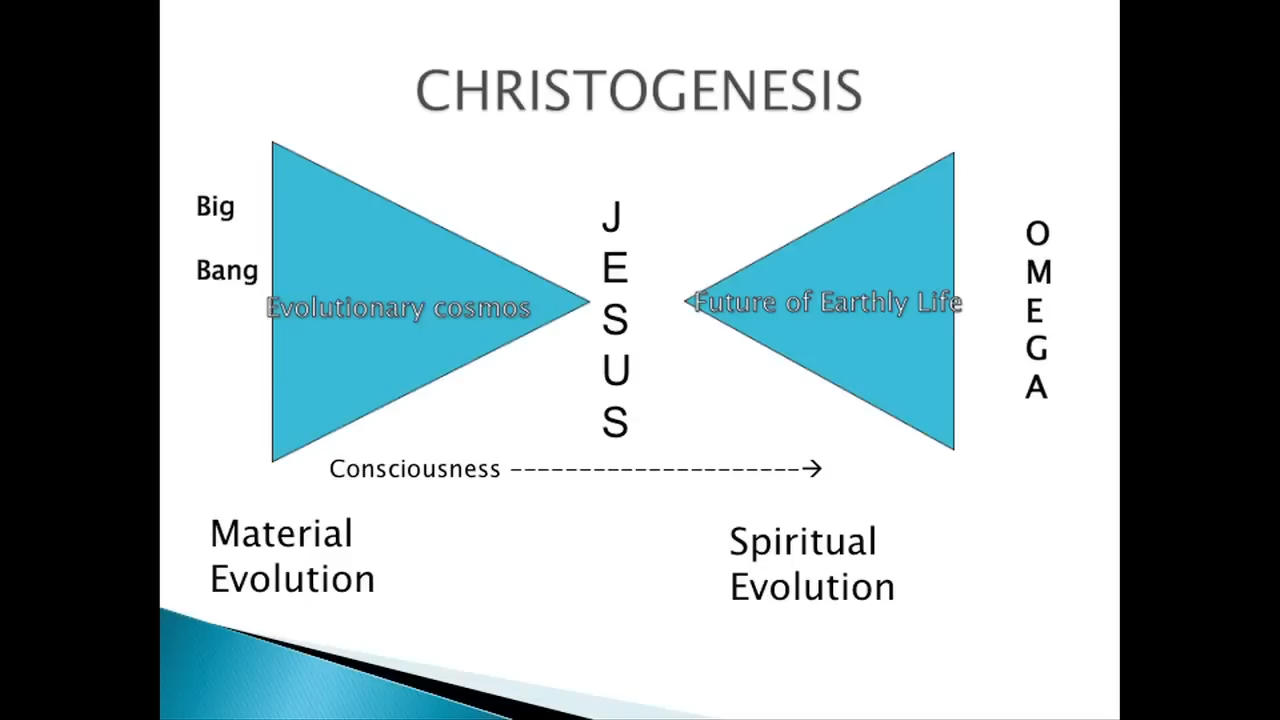 CHRISTOGENESIS
Big
Bang
Evolutionary cosmos
J
E
S
U
S
Future of Earthly Life
O
M
E
G
A
Consciousness --------------------→
Material
Evolution
Spiritual
Evolution